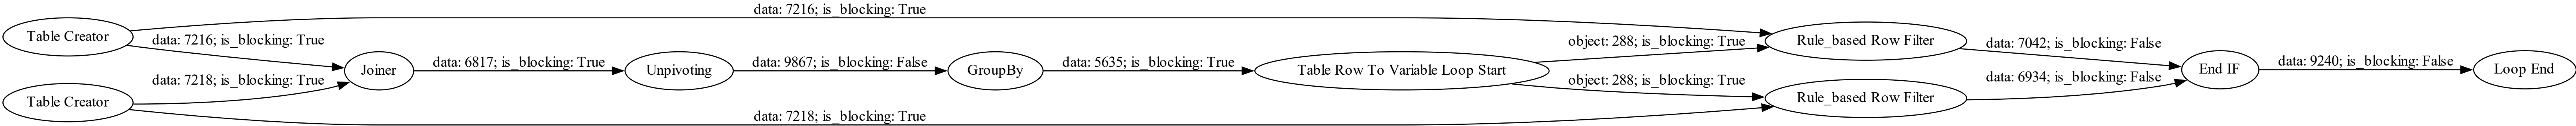 data: 7216; is_blocking: True
Table Creator
data: 7216; is_blocking: True
Joiner
data: 6817; is_blocking: True
Unpivoting
data: 9867; is_blocking: False
GroupBy
data: 5635; is_blocking: True
Table Row To Variable Loop Start
object: 288; is_blocking: True
Rule_based Row Filter
data: 7042; is_blocking: False
End IF
data: 9240; is_blocking: False
Loop End
Table Creator
data: 7218; is_blocking: True
object: 288; is_blocking: True
Rule_based Row Filter
data: 6934; is_blocking: False
data: 7218; is_blocking: True